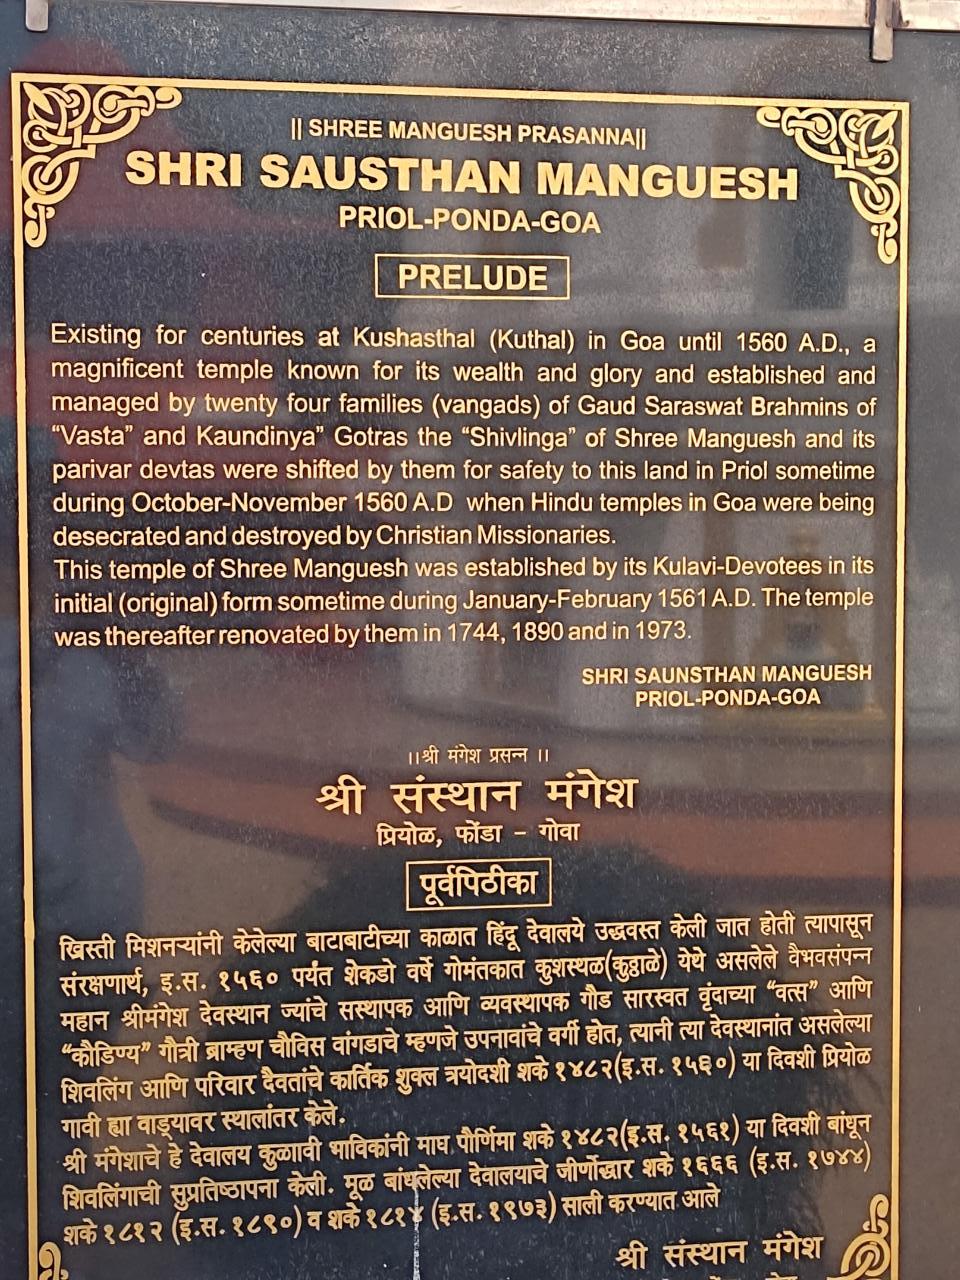 || SHREE MANGUESH PRASANNA||
SHRI SAUSTHAN MANGUESH
PRIOL-PONDA-GOA
PRELUDE
Existing for centuries at Kushasthal (Kuthal) in Goa until 1560 A.D., a
magnificent temple known for its wealth and glory and established and
managed by twenty four families (vangads) of Gaud Saraswat Brahmins of
“Vasta” and Kaundinya” Gotras the “Shivlinga” of Shree Manguesh and its
parivar devtas were shifted by them for safety to this land in Priol sometime
during October-November 1560 A.D when Hindu temples in Goa were being
desecrated and destroyed by Christian Missionaries.
This temple of Shree Manguesh was established by its Kulavi-Devotees in its
initial (original) form sometime during January-February 1561 A.D. The temple
was thereafter renovated by them in 1744, 1890 and in 1973.
SHRI SAUNSTHAN MANGUESH
PRIOL-PONDA-GOA
।।श्री मंगेश प्रसन्न ।।
श्री संस्थान मंगेश
प्रियोळ, फोंडा - गोवा
पूर्वपिठीका
ख्रिस्ती मिशनऱ्यांनी केलेल्या बाटाबाटीच्या काळात हिंदू देवालये उद्धवस्त केली जात होती त्यापासून
संरक्षणार्थ, इ.स. १५६० पर्यंत शेकडो वर्षे गोमंतकात कुशस्थळ(कुठ्ठाळे) येथे असलेले वैभवसंपन्न
महान श्रीमंगेश देवस्थान ज्यांचे सस्थापक आणि व्यवस्थापक गौड सारस्वत वृंदाच्या “वत्स” आणि
“कौडिण्य” गौत्री ब्राम्हण चौविस वांगडाचे म्हणजे उपनावांचे वर्गी होत, त्यानी त्या देवस्थानांत असलेल्या
शिवलिंग आणि परिवार दैवतांचे कार्तिक शुक्ल त्रयोदशी शके १४८२(इ.स. १५६०) या दिवशी प्रियोळ
गावी ह्या वाड्यावर स्थालांतर केले.
श्री मंगेशाचे हे देवालय कुळाावी भाविकांनी माघ पौर्णिमा शके १४८२(इ.स. १५६१) या दिवशी बांधून
शिवलिंगाची सुप्रतिष्ठापना केली. मूळ बांधलेल्या देवालयाचे जीर्णोद्धार शके १६६६ (इ.स. १७४४)
शके १८१२ (इ.स. १८९०) व शके (इ.स. १९७३) साली करण्यात आले
श्री संस्थान मंगेश